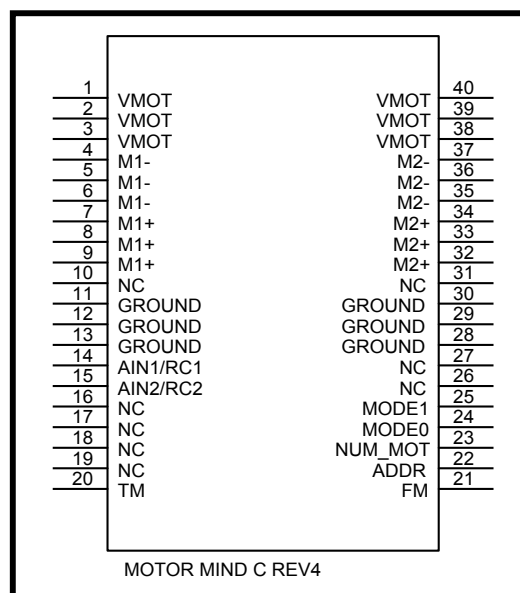 1 VMOT VMOT 40
2 VMOT VMOT 39
3 VMOT VMOT 38
4 M1- M2- 37
5 M1- M2- 36
6 M1- M2- 35
7 M1+ M2+ 34
8 M1+ M2+ 33
9 M1+ M2+ 32
10 NC NC 31
11 GROUND GROUND 30
12 GROUND GROUND 29
13 GROUND GROUND 28
14 AIN1/RC1 NC 27
15 AIN2/RC2 NC 26
16 NC MODE1 25
17 NC MODE0 24
18 NC NUM_MOT 23
19 NC ADDR 22
20 TM FM 21
MOTOR MIND C REV4